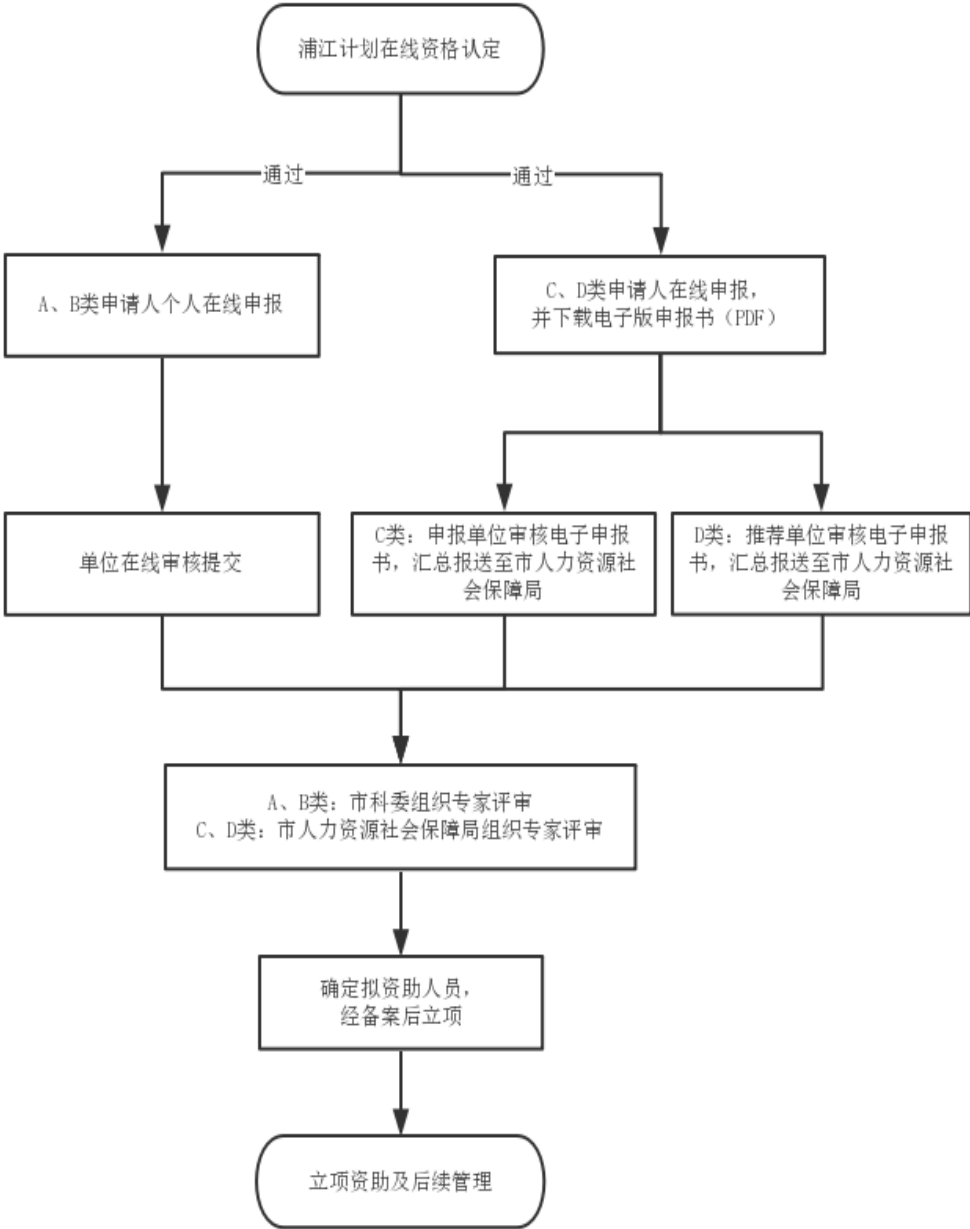 浦江计划在线资格认定
通过
通过
A、B类申请人个人在线申报
C、D类申请人在线申报，
并下载电子版申报书（PDF）
单位在线审核提交
C类：申报单位审核电子申报
书，汇总报送至市人力资源社
会保障局
D类：推荐单位审核电子申报
书，汇总报送至市人力资源社
会保障局
A、B类：市科委组织专家评审
C、D类：市人力资源社会保障局组织专家评审
确定拟资助人员，
经备案后立项
立项资助及后续管理